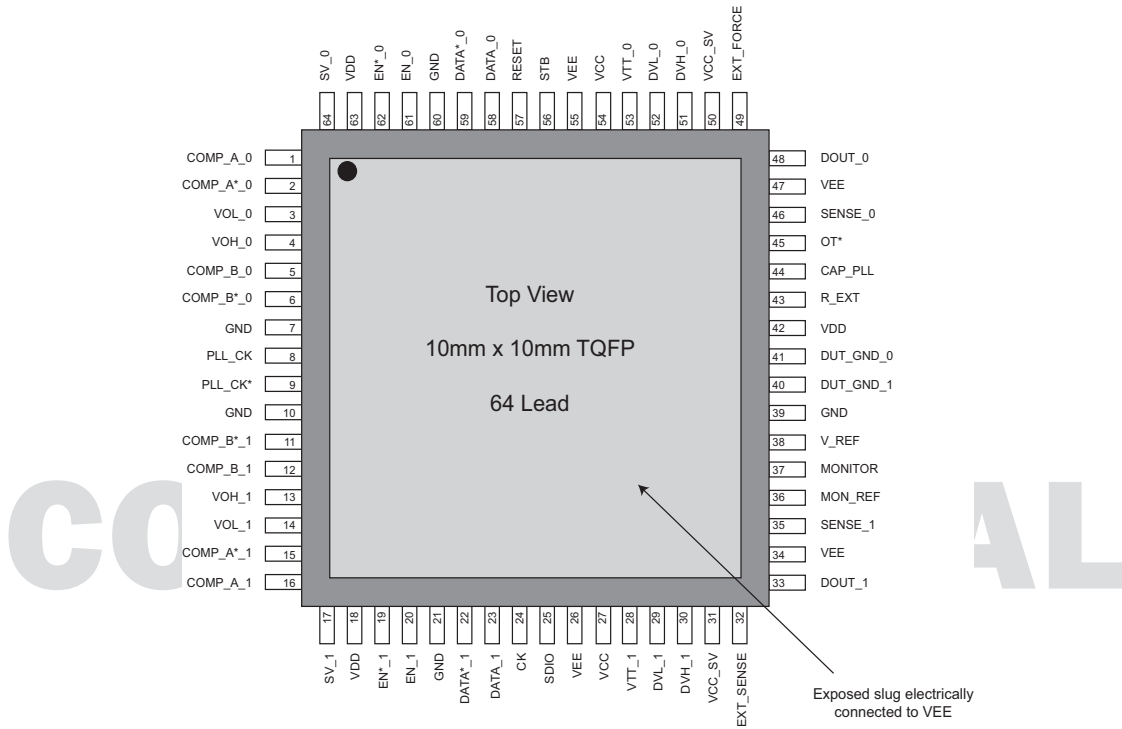 SV_0
VDD
EN*_0
EN_0
GND
DATA*_0
DATA_0
RESET
STB
VEE
VCC
VTT_0
DVL_0
DVH_0
VCC_SV
EXT_FORCE
64
63
62
61
60
59
58
57
56
55
54
53
52
51
50
49
COMP_A_0 1
COMP_A*_0 2
VOL_0 3
VOH_0 4
COMP_B_0 5
COMP_B*_0 6
GND 7
PLL_CK 8
PLL_CK* 9
GND 10
COMP_B*_1 11
COMP_B_1 12
VOH_1 13
VOL_1 14
COMP_A*_1 15
COMP_A_1 16
Top View
10mm x 10mm TQFP
64 Lead
48 DOUT_0
47 VEE
46 SENSE_0
45 OT*
44 CAP_PLL
43 R_EXT
42 VDD
41 DUT_GND_0
40 DUT_GND_1
39 GND
38 V_REF
37 MONITOR
36 MON_REF
35 SENSE_1
34 VEE
33 DOUT_1
CO
AL
17
18
19
20
21
22
23
24
25
26
27
28
29
30
31
32
SV_1
VDD
EN*_1
EN_1
GND
DATA*_1
DATA_1
CK
SDIO
VEE
VCC
VTT_1
DVL_1
DVH_1
VCC_SV
EXT_SENSE
Exposed slug electrically
connected to VEE